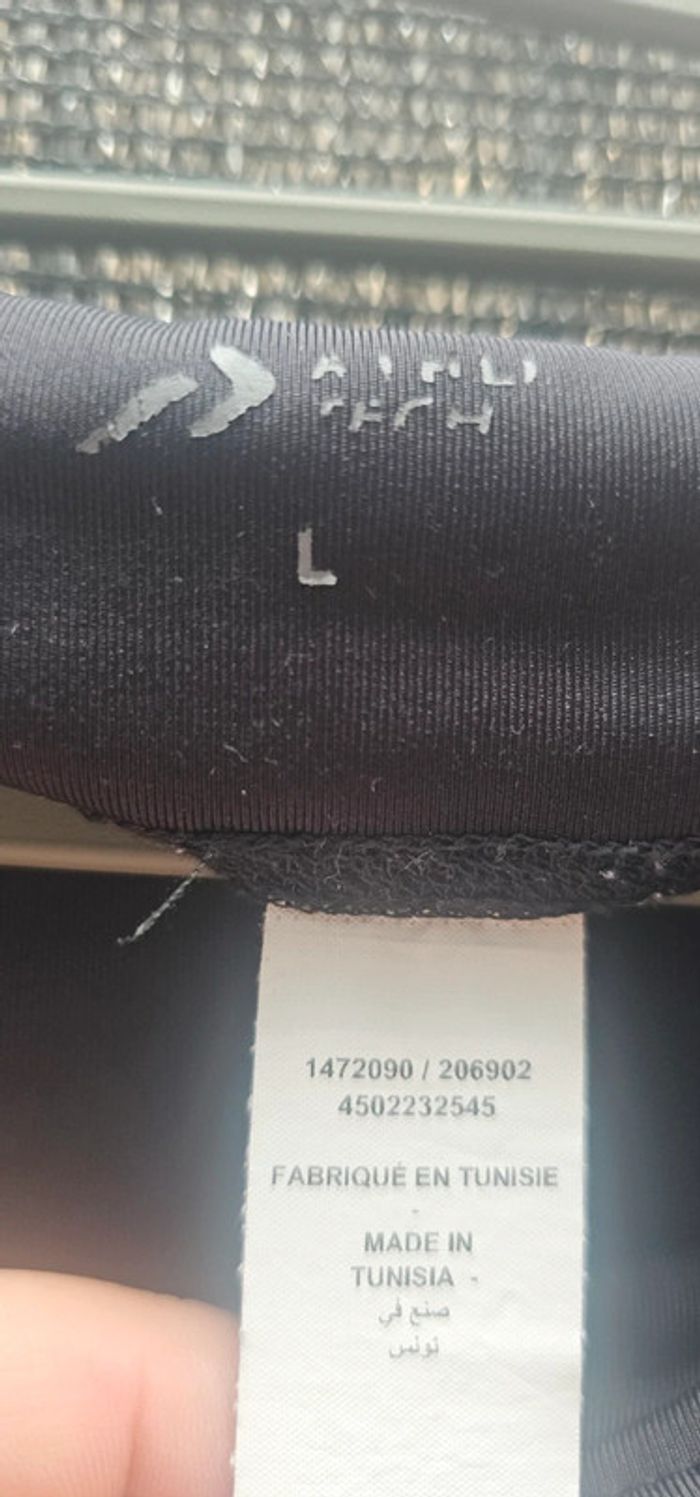 L
1472090 / 206902
4502232545
FABRIQUÉ EN TUNISIE
-
MADE IN
TUNISIA -
صنع في
تونس